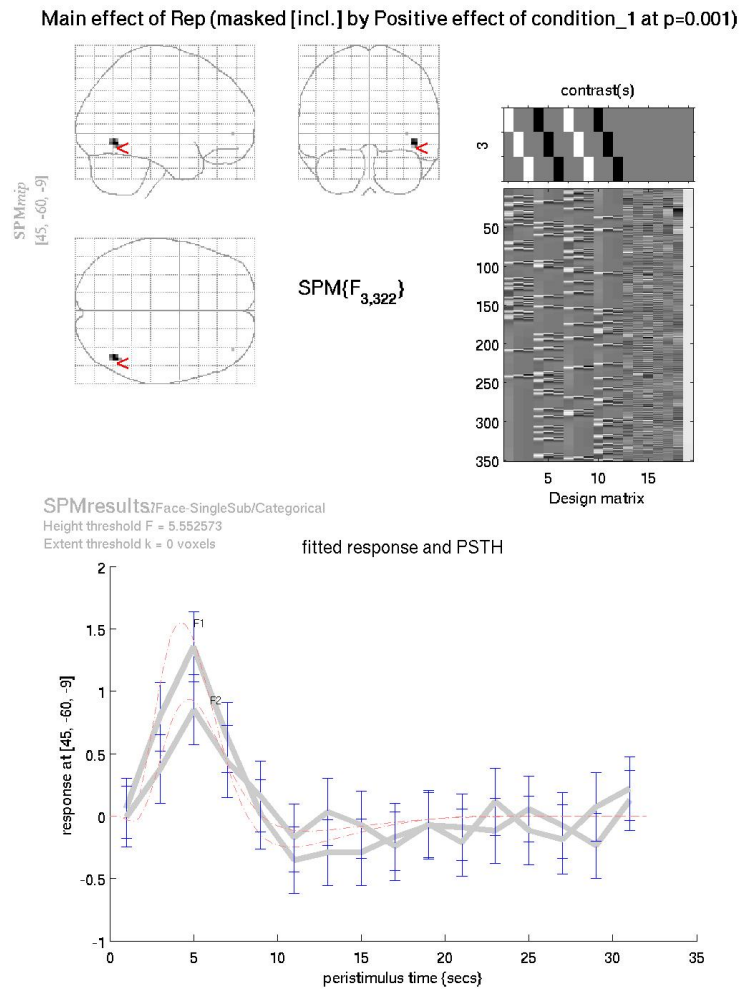 Main effect of Rep (masked [incl.] by Positive effect of condition_1 at p=0.001)
SPMmip
[45, -60, -9]
<
<
<
SPM{F3,322}
contrast(s)
3
50
100
150
200
250
300
350
5 10 15
Design matrix
SPMresults: /Face-SingleSub/Categorical
Height threshold F = 5.552573
Extent threshold k = 0 voxels
fitted response and PSTH
response at [45, -60, -9]
2
1.5
1
0.5
0
-0.5
-1
F1
F2
0 5 10 15 20 25 30 35
peristimulus time {secs}